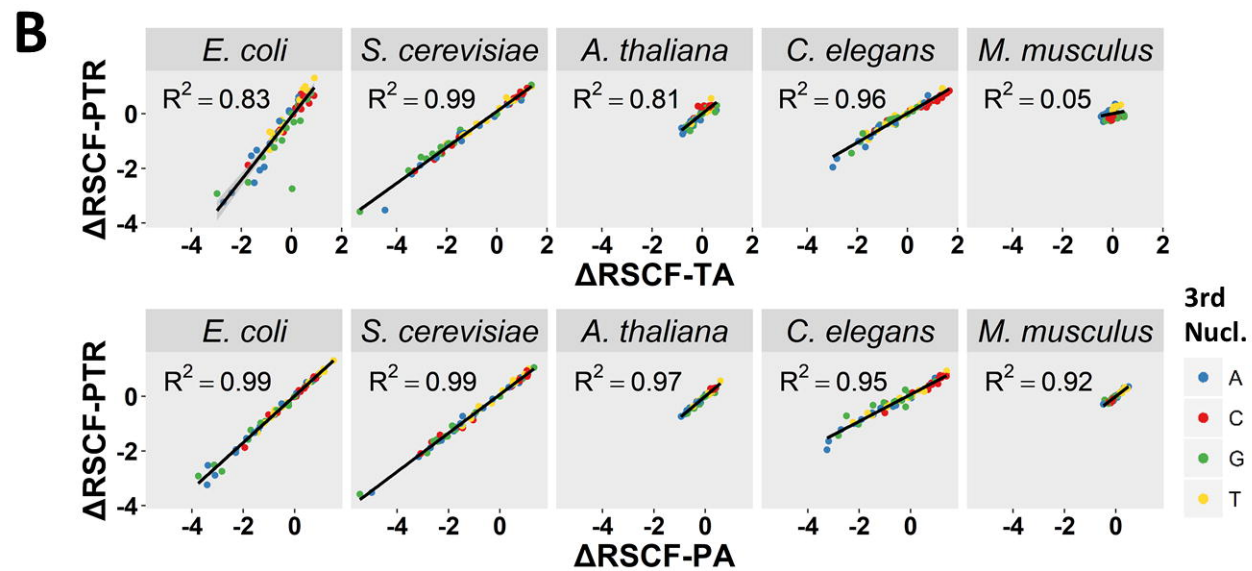 B
E. coli S. cerevisiae A. thaliana C. elegans M. musculus
R² = 0.83 R² = 0.99 R² = 0.81 R² = 0.96 R² = 0.05
ΔRSCF-PTR
0
-2
-4
-4 -2 0 2 -4 -2 0 2 -4 -2 0 2 -4 -2 0 2 -4 -2 0 2
ΔRSCF-TA
E. coli S. cerevisiae A. thaliana C. elegans M. musculus
R² = 0.99 R² = 0.99 R² = 0.97 R² = 0.95 R² = 0.92
ΔRSCF-PTR
0
-2
-4
-4 -2 0 -4 -2 0 -4 -2 0 -4 -2 0 -4 -2 0
ΔRSCF-PA
3rd
Nucl.
A
C
G
T